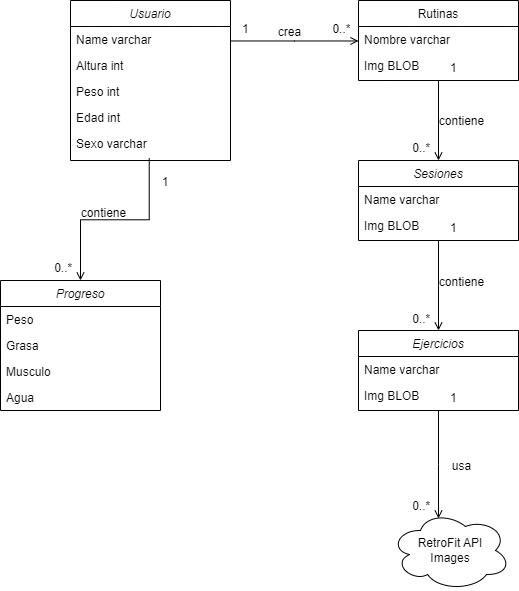 Usuario
Name varchar
Altura int
Peso int
Edad int
Sexo varchar
1
crea
0..*
Rutinas
Nombre varchar
Img BLOB
1
contiene
0..*
Sesiones
Name varchar
Img BLOB
1
contiene
0..*
Ejercicios
Name varchar
Img BLOB
1
usa
0..*
RetroFit API
Images
1
contiene
0..*
Progreso
Peso
Grasa
Musculo
Agua